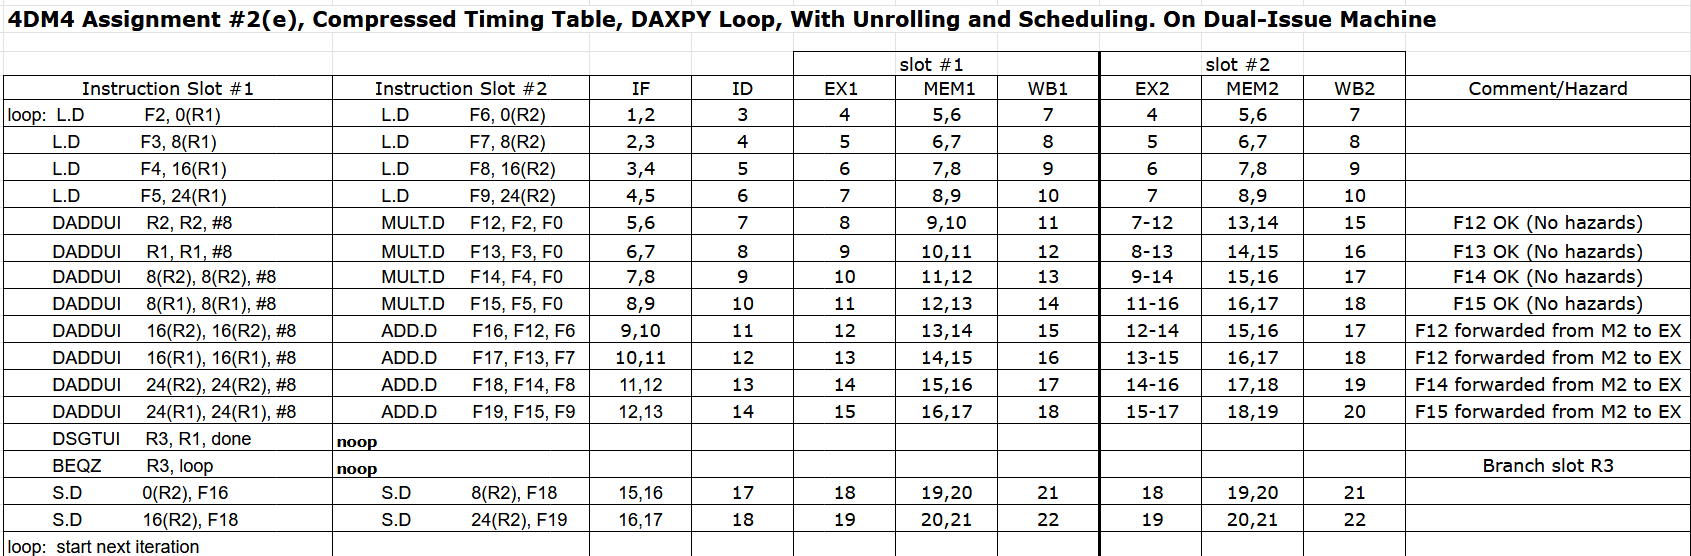 4DM4 Assignment #2(e), Compressed Timing Table, DAXPY Loop, With Unrolling and Scheduling. On Dual-Issue Machine
slot #1 slot #2
Instruction Slot #1 Instruction Slot #2 IF ID EX1 MEM1 WB1 EX2 MEM2 WB2 Comment/Hazard
loop: L.D F2, 0(R1) L.D F6, 0(R2) 1,2 3 4 5,6 7 4 5,6 7
L.D F3, 8(R1) L.D F7, 8(R2) 2,3 4 5 6,7 8 5 6,7 8
L.D F4, 16(R1) L.D F8, 16(R2) 3,4 5 6 7,8 9 6 7,8 9
L.D F5, 24(R1) L.D F9, 24(R2) 4,5 6 7 8,9 10 7 8,9 10
DADDUI R2, R2, #8 MULT.D F12, F2, F0 5,6 7 8 9,10 11 7-12 13,14 15 F12 OK (No hazards)
DADDUI R1, R1, #8 MULT.D F13, F3, F0 6,7 8 9 10,11 12 8-13 14,15 16 F13 OK (No hazards)
DADDUI 8(R2), 8(R2), #8 MULT.D F14, F4, F0 7,8 9 10 11,12 13 9-14 15,16 17 F14 OK (No hazards)
DADDUI 8(R1), 8(R1), #8 MULT.D F15, F5, F0 8,9 10 11 12,13 14 11-16 16,17 18 F15 OK (No hazards)
DADDUI 16(R2), 16(R2), #8 ADD.D F16, F12, F6 9,10 11 12 13,14 15 12-14 15,16 17 F12 forwarded from M2 to EX
DADDUI 16(R1), 16(R1), #8 ADD.D F17, F13, F7 10,11 12 13 14,15 16 13-15 16,17 18 F12 forwarded from M2 to EX
DADDUI 24(R2), 24(R2), #8 ADD.D F18, F14, F8 11,12 13 14 15,16 17 14-16 17,18 19 F14 forwarded from M2 to EX
DADDUI 24(R1), 24(R1), #8 ADD.D F19, F15, F9 12,13 14 15 16,17 18 15-17 18,19 20 F15 forwarded from M2 to EX
DSGTUI R3, R1, done noop
BEQZ R3, loop noop Branch slot R3
S.D 0(R2), F16 S.D 8(R2), F18 15,16 17 18 19,20 21 18 19,20 21
S.D 16(R2), F18 S.D 24(R2), F19 16,17 18 19 20,21 22 19 20,21 22
loop: start next iteration